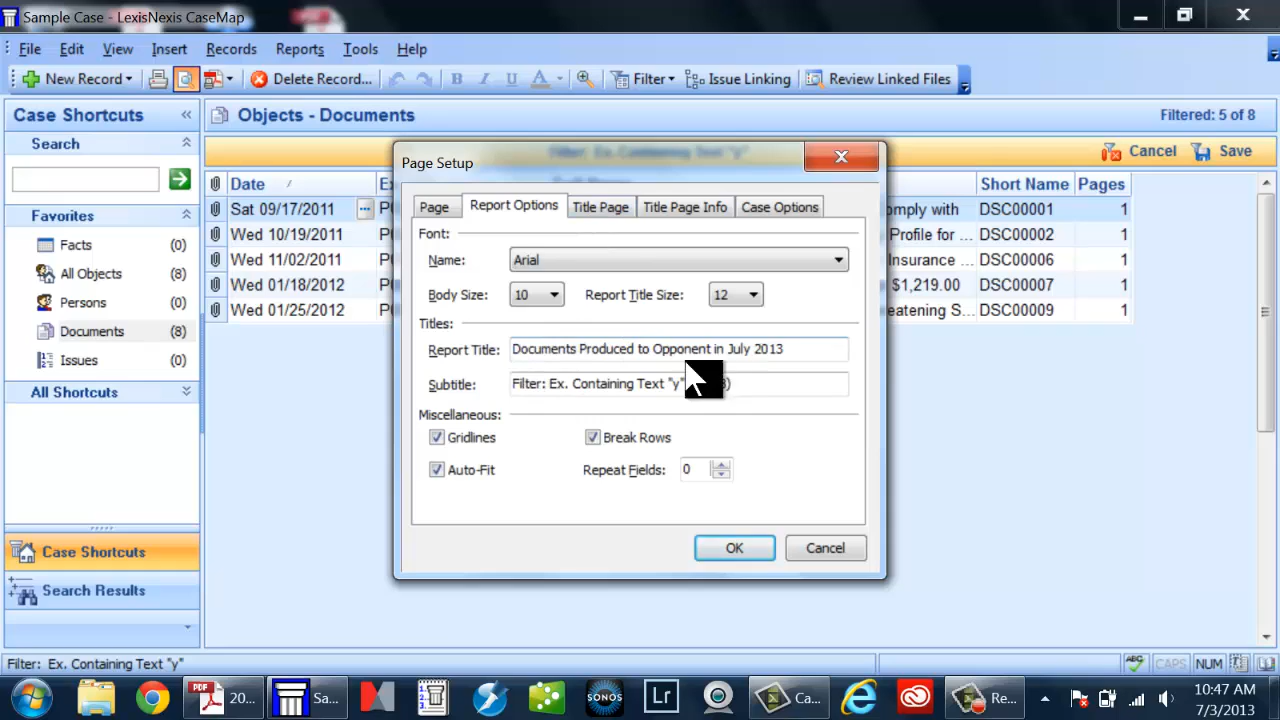 Sample Case - LexisNexis CaseMap
File Edit View Insert Records Reports Tools Help
New Record Delete Record... B I U A Filter Issue Linking Review Linked Files
Case Shortcuts
Objects - Documents Filtered: 5 of 8
Search
Cancel Save
Date Short Name Pages
Sat 09/17/2011 ... omply with DSC00001 1
Wed 10/19/2011 Profile for ... DSC00002 1
Wed 11/02/2011 Insurance DSC00006 1
Wed 01/18/2012 $1,219.00 DSC00007 1
Wed 01/25/2012 eatening S... DSC00009 1
Favorites
Facts (0)
All Objects (8)
Persons (0)
Documents (8)
Issues (0)
All Shortcuts
Case Shortcuts
Search Results
Page Setup
Page Report Options Title Page Title Page Info Case Options
Font:
Name: Arial
Body Size: 10 Report Title Size: 12
Titles:
Report Title: Documents Produced to Opponent in July 2013
Subtitle: Filter: Ex. Containing Text "y"
Miscellaneous:
Gridlines Break Rows
Auto-Fit Repeat Fields: 0
OK Cancel
Filter: Ex. Containing Text "y" ABC CAPS NUM
PDF 20... Sa... SONOS Lr Ca... Re...
10:47 AM
7/3/2013